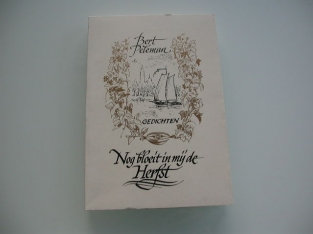 Bert
Peleman
GEDICHTEN
Nog bloeit in mij de
Herfst